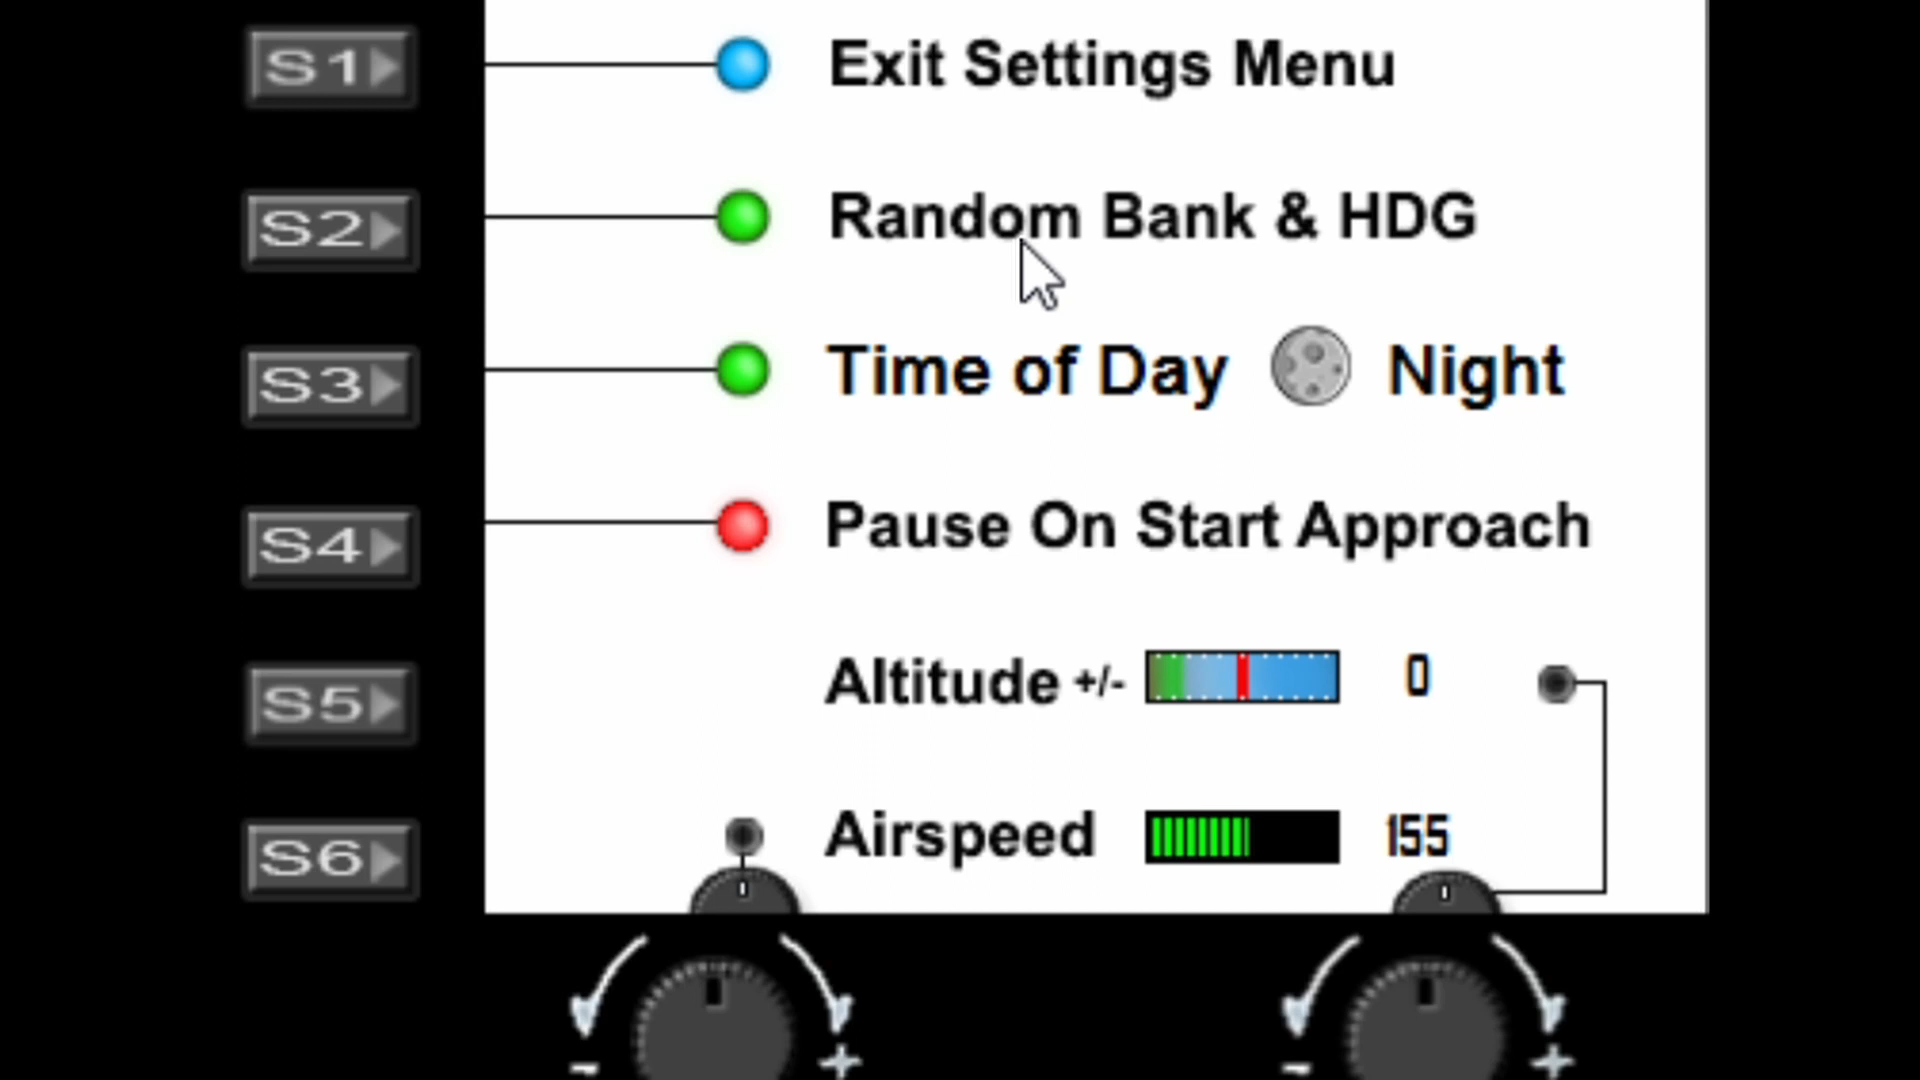 S1 Exit Settings Menu
S2 Random Bank & HDG
S3 Time of Day Night
S4 Pause On Start Approach
S5 Altitude +/- 0
S6 Airspeed 155
- + - +